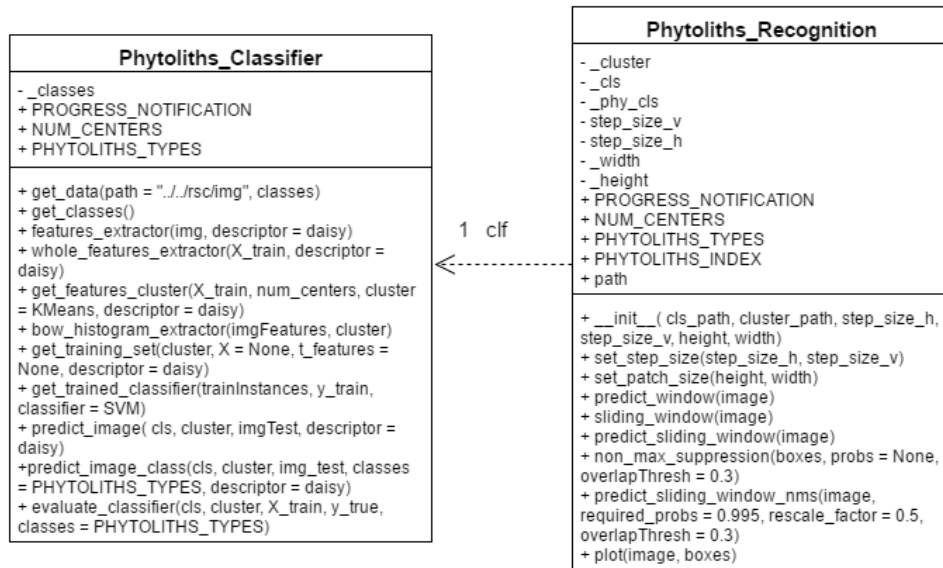 Phytoliths_Classifier
- _classes
+ PROGRESS_NOTIFICATION
+ NUM_CENTERS
+ PHYTOLITHS_TYPES
+ get_data(path = "../../rsc/img", classes)
+ get_classes()
+ features_extractor(img, descriptor = daisy)
+ whole_features_extractor(X_train, descriptor =
daisy)
+ get_features_cluster(X_train, num_centers, cluster
= KMeans, descriptor = daisy)
+ bow_histogram_extractor(imgFeatures, cluster)
+ get_training_set(cluster, X = None, t_features =
None, descriptor = daisy)
+ get_trained_classifier(trainInstances, y_train,
classifier = SVM)
+ predict_image( cls, cluster, imgTest, descriptor =
daisy)
+predict_image_class(cls, cluster, img_test, classes
= PHYTOLITHS_TYPES, descriptor = daisy)
+ evaluate_classifier(cls, cluster, X_train, y_true,
classes = PHYTOLITHS_TYPES)
1 clf
Phytoliths_Recognition
- _cluster
- _cls
- _phy_cls
- step_size_v
- step_size_h
- _width
- _height
+ PROGRESS_NOTIFICATION
+ NUM_CENTERS
+ PHYTOLITHS_TYPES
+ PHYTOLITHS_INDEX
+ path
+ __init__( cls_path, cluster_path, step_size_h,
step_size_v, height, width)
+ set_step_size(step_size_h, step_size_v)
+ set_patch_size(height, width)
+ predict_window(image)
+ sliding_window(image)
+ predict_sliding_window(image)
+ non_max_suppression(boxes, probs = None,
overlapThresh = 0.3)
+ predict_sliding_window_nms(image,
required_probs = 0.995, rescale_factor = 0.5,
overlapThresh = 0.3)
+ plot(image, boxes)